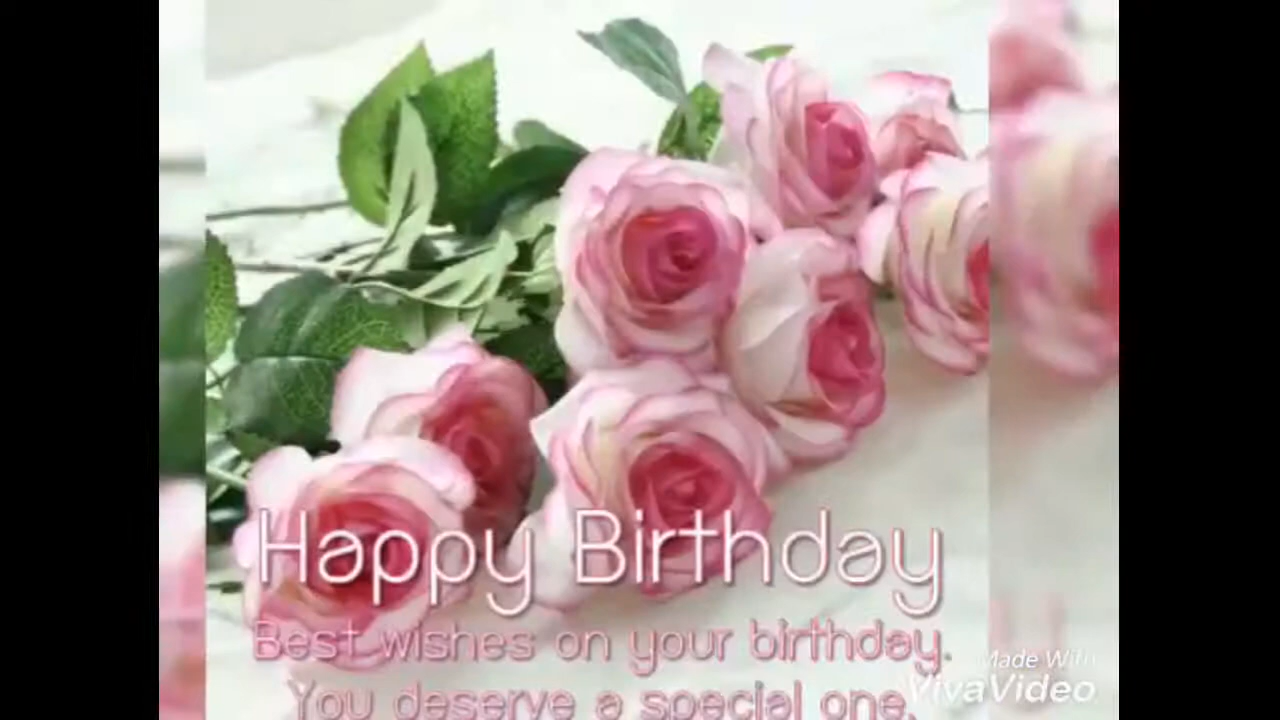 Happy Birthday
Best wishes on your birthday.
You deserve a special one.
Made With
VivaVideo